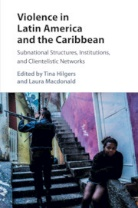 Violence in
Latin America
and the Caribbean
Subnational Structures, Institutions,
and Clientelistic Networks
Edited by Tina Hilgers
and Laura Macdonald